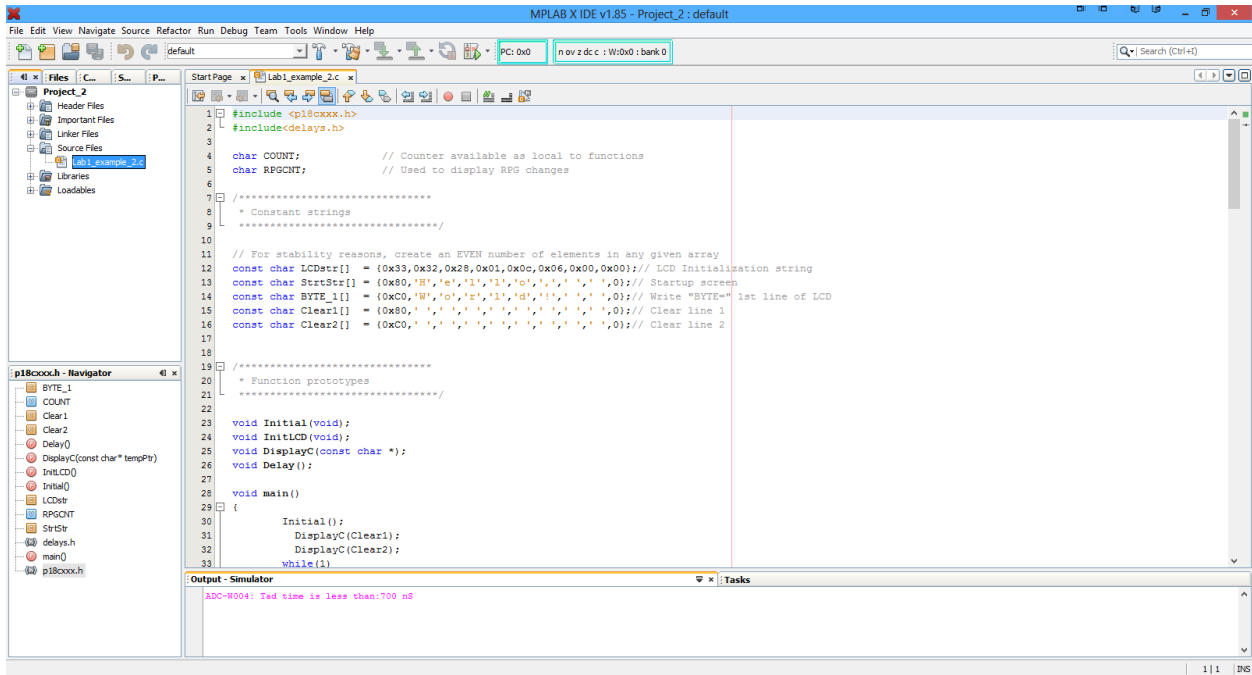 MPLAB X IDE v1.85 - Project_2 : default
File Edit View Navigate Source Refactor Run Debug Team Tools Window Help
default PC: 0x0 n ov z dc c : W:0x0 : bank 0 Search (Ctrl+I)
Files C... S... P... Start Page Lab1_example_2.c
Project_2
Header Files
Important Files
Linker Files
Source Files
Lab1_example_2.c
Libraries
Loadables
p18cxxx.h - Navigator
BYTE_1
COUNT
Clear1
Clear2
Delay()
DisplayC(const char* tempPtr)
InitLCD()
Initial()
LCDstr
RPGCNT
StrtStr
delays.h
main()
p18cxxx.h
1 #include <p18cxxx.h>
2 #include<delays.h>
3
4 char COUNT; // Counter available as local to functions
5 char RPGCNT; // Used to display RPG changes
6
7 /*******************************
8 * Constant strings
9 ********************************/
10
11 // For stability reasons, create an EVEN number of elements in any given array
12 const char LCDstr[] = {0x33,0x32,0x28,0x01,0x0c,0x06,0x00,0x00};// LCD Initialization string
13 const char StrtStr[] = {0x80,'H','e','l','l','o',',',' ',' ',0};// Startup screen
14 const char BYTE_1[] = {0xC0,'W','o','r','l','d','!',' ',' ',0};// Write "BYTE=" 1st line of LCD
15 const char Clear1[] = {0x80,' ',' ',' ',' ',' ',' ',' ',' ',0};// Clear line 1
16 const char Clear2[] = {0xC0,' ',' ',' ',' ',' ',' ',' ',' ',0};// Clear line 2
17
18
19 /*******************************
20 * Function prototypes
21 ********************************/
22
23 void Initial(void);
24 void InitLCD(void);
25 void DisplayC(const char *);
26 void Delay();
27
28 void main()
29 {
30 Initial();
31 DisplayC(Clear1);
32 DisplayC(Clear2);
33 while(1)
Output - Simulator Tasks
ADC-W004: Tad time is less than:700 nS
1 | 1 INS